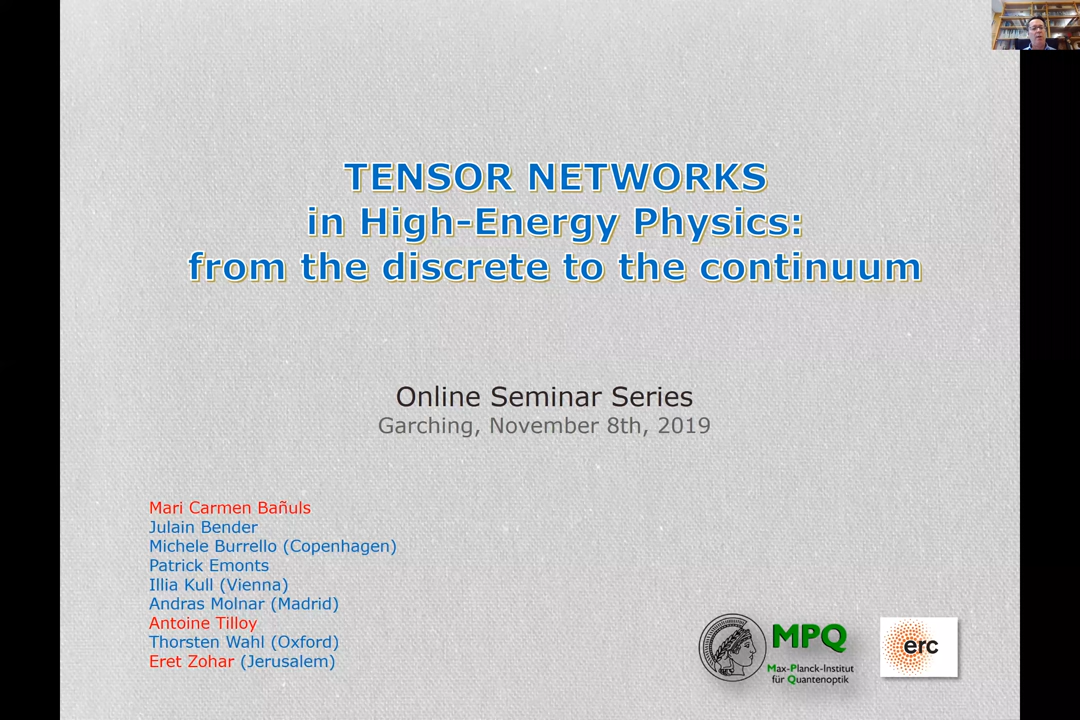 TENSOR NETWORKS
in High-Energy Physics:
from the discrete to the continuum
Online Seminar Series
Garching, November 8th, 2019
Mari Carmen Bañuls
Julain Bender
Michele Burrello (Copenhagen)
Patrick Emonts
Illia Kull (Vienna)
Andras Molnar (Madrid)
Antoine Tilloy
Thorsten Wahl (Oxford)
Eret Zohar (Jerusalem)
MPQ
Max-Planck-Institut
für Quantenoptik
erc